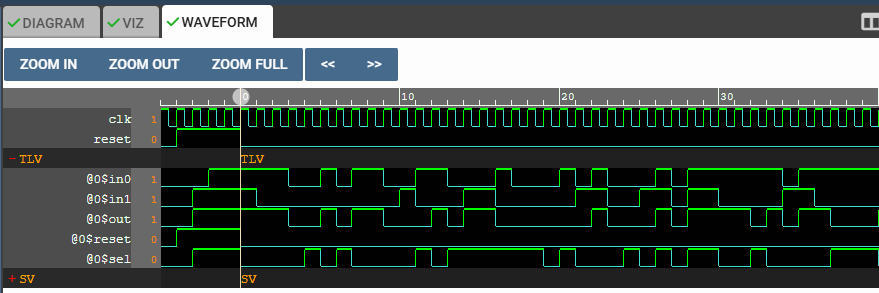 DIAGRAM VIZ WAVEFORM
ZOOM IN ZOOM OUT ZOOM FULL << >>
0 10 20 30
clk 1
reset 0
- TLV TLV
@0$in0 1
@0$in1 1
@0$out 1
@0$reset 0
@0$sel 0
+ SV SV